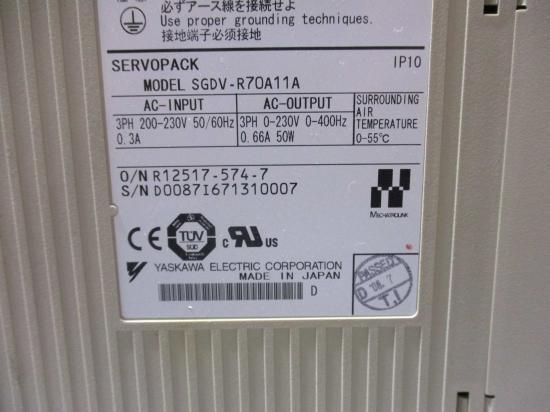 必ずアース線を接続せよ
Use proper grounding techniques.
接地端子必须接地
SERVOPACK IP10
MODEL SGDV-R70A11A
AC-INPUT AC-OUTPUT SURROUNDING AIR TEMPERATURE
3PH 200-230V 50/60Hz 3PH 0-230V 0-400Hz
0.3A 0.66A 50W 0-55℃
O/N R12517-574-7
S/N D0087I671310007
MECHATROLINK
CE TÜV C RU US
YASKAWA ELECTRIC CORPORATION
MADE IN JAPAN
D
PASSED
D '08.7
T.I